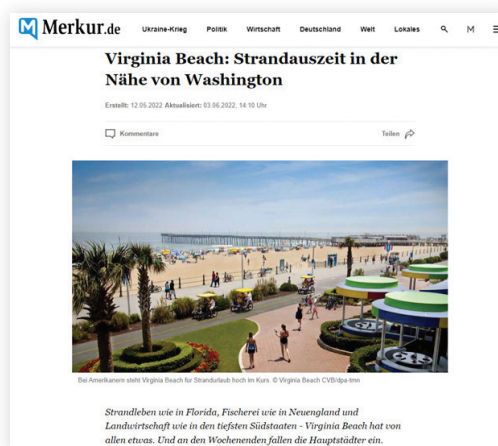 Merkur.de
Ukraine-Krieg Politik Wirtschaft Deutschland Welt Lokales M
Virginia Beach: Strandauszeit in der
Nähe von Washington
Erstellt: 12.05.2022 Aktualisiert: 03.06.2022, 14:10 Uhr
Kommentare Teilen
Bei Amerikanern steht Virginia Beach für Strandurlaub hoch im Kurs. © Virginia Beach CVB/dpa-tmn
Strandleben wie in Florida, Fischerei wie in Neuengland und
Landwirtschaft wie in den tiefsten Südstaaten - Virginia Beach hat von
allen etwas. Und an den Wochenenden fallen die Hauptstädter ein.